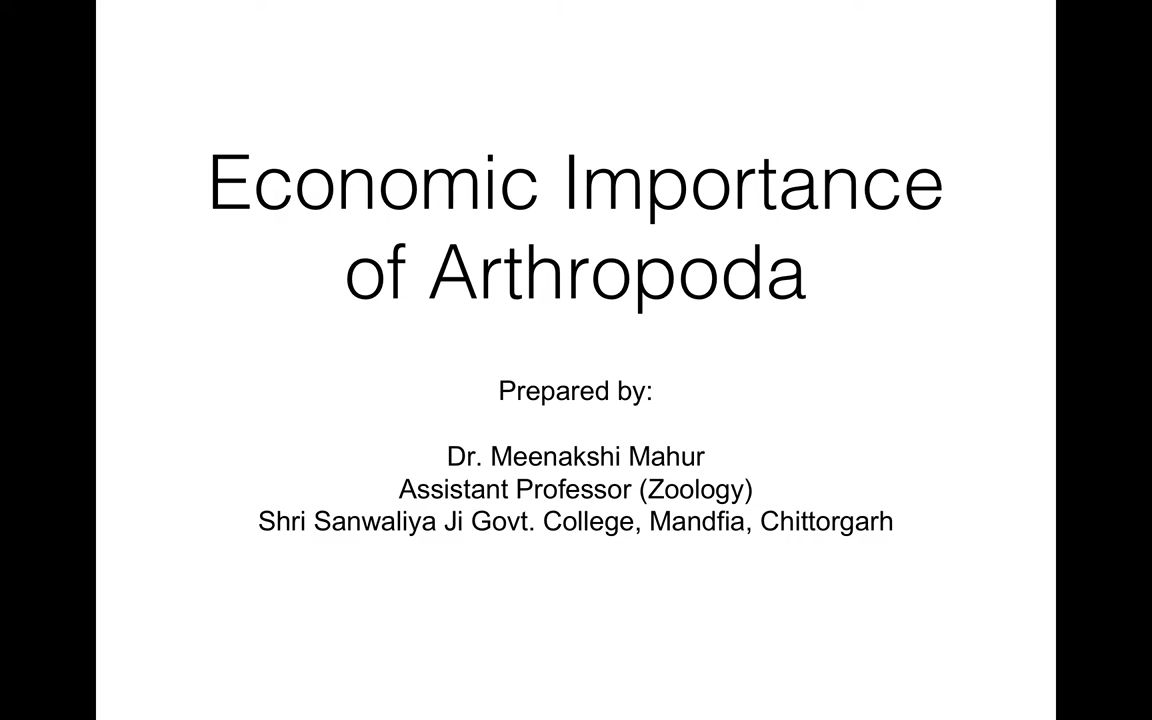 Economic Importance
of Arthropoda
Prepared by:
Dr. Meenakshi Mahur
Assistant Professor (Zoology)
Shri Sanwaliya Ji Govt. College, Mandfia, Chittorgarh